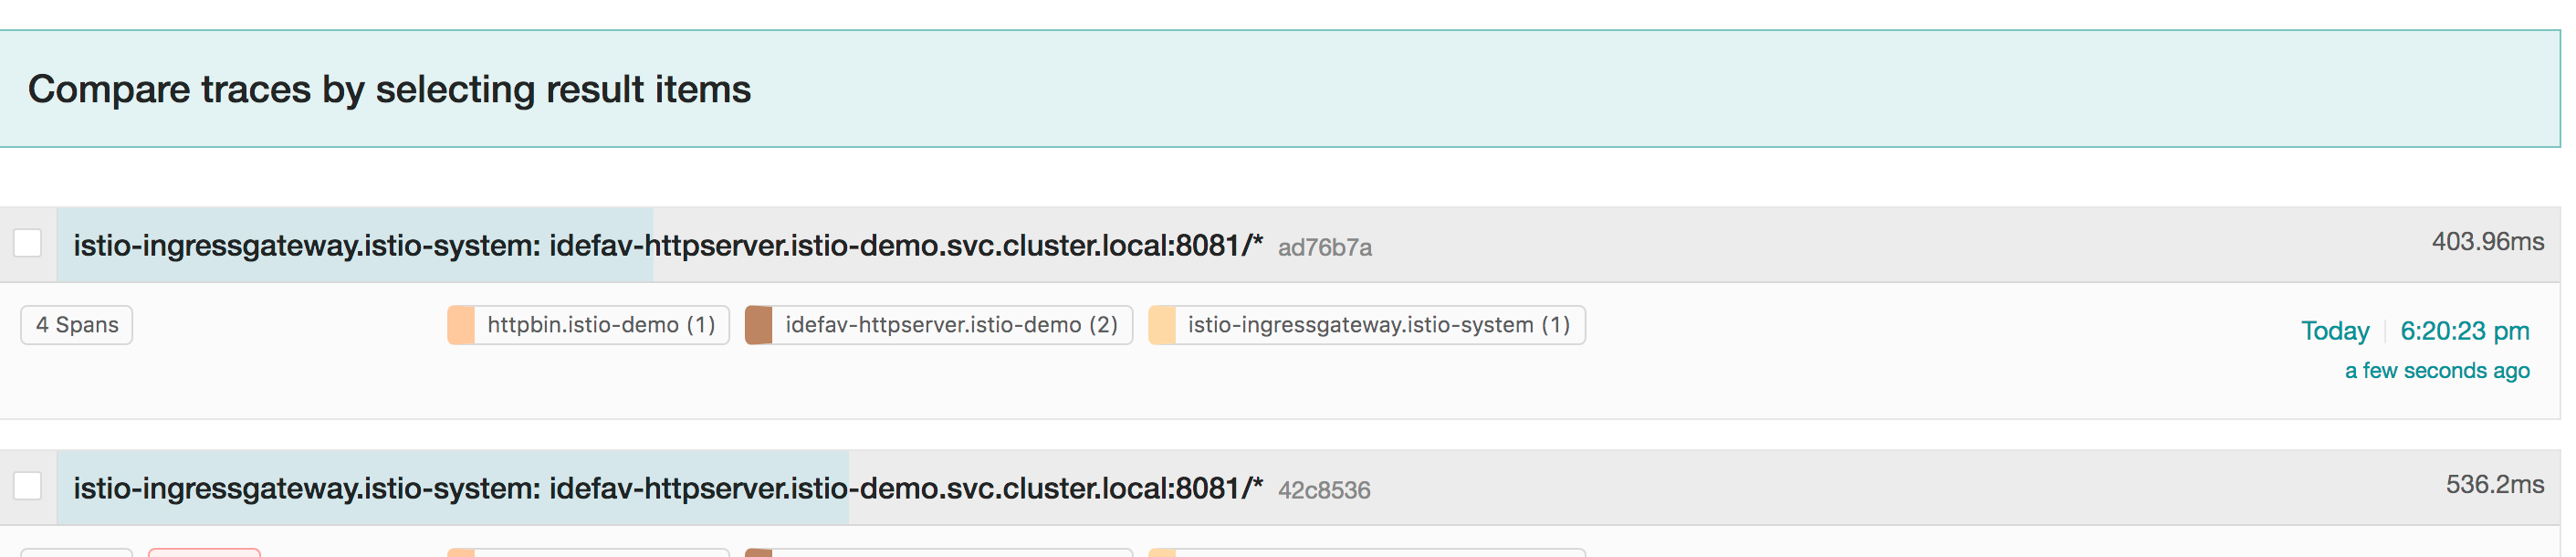 Compare traces by selecting result items
istio-ingressgateway.istio-system: idefav-httpserver.istio-demo.svc.cluster.local:8081/* ad76b7a 403.96ms
4 Spans httpbin.istio-demo (1) idefav-httpserver.istio-demo (2) istio-ingressgateway.istio-system (1) Today 6:20:23 pm
a few seconds ago
istio-ingressgateway.istio-system: idefav-httpserver.istio-demo.svc.cluster.local:8081/* 42c8536 536.2ms